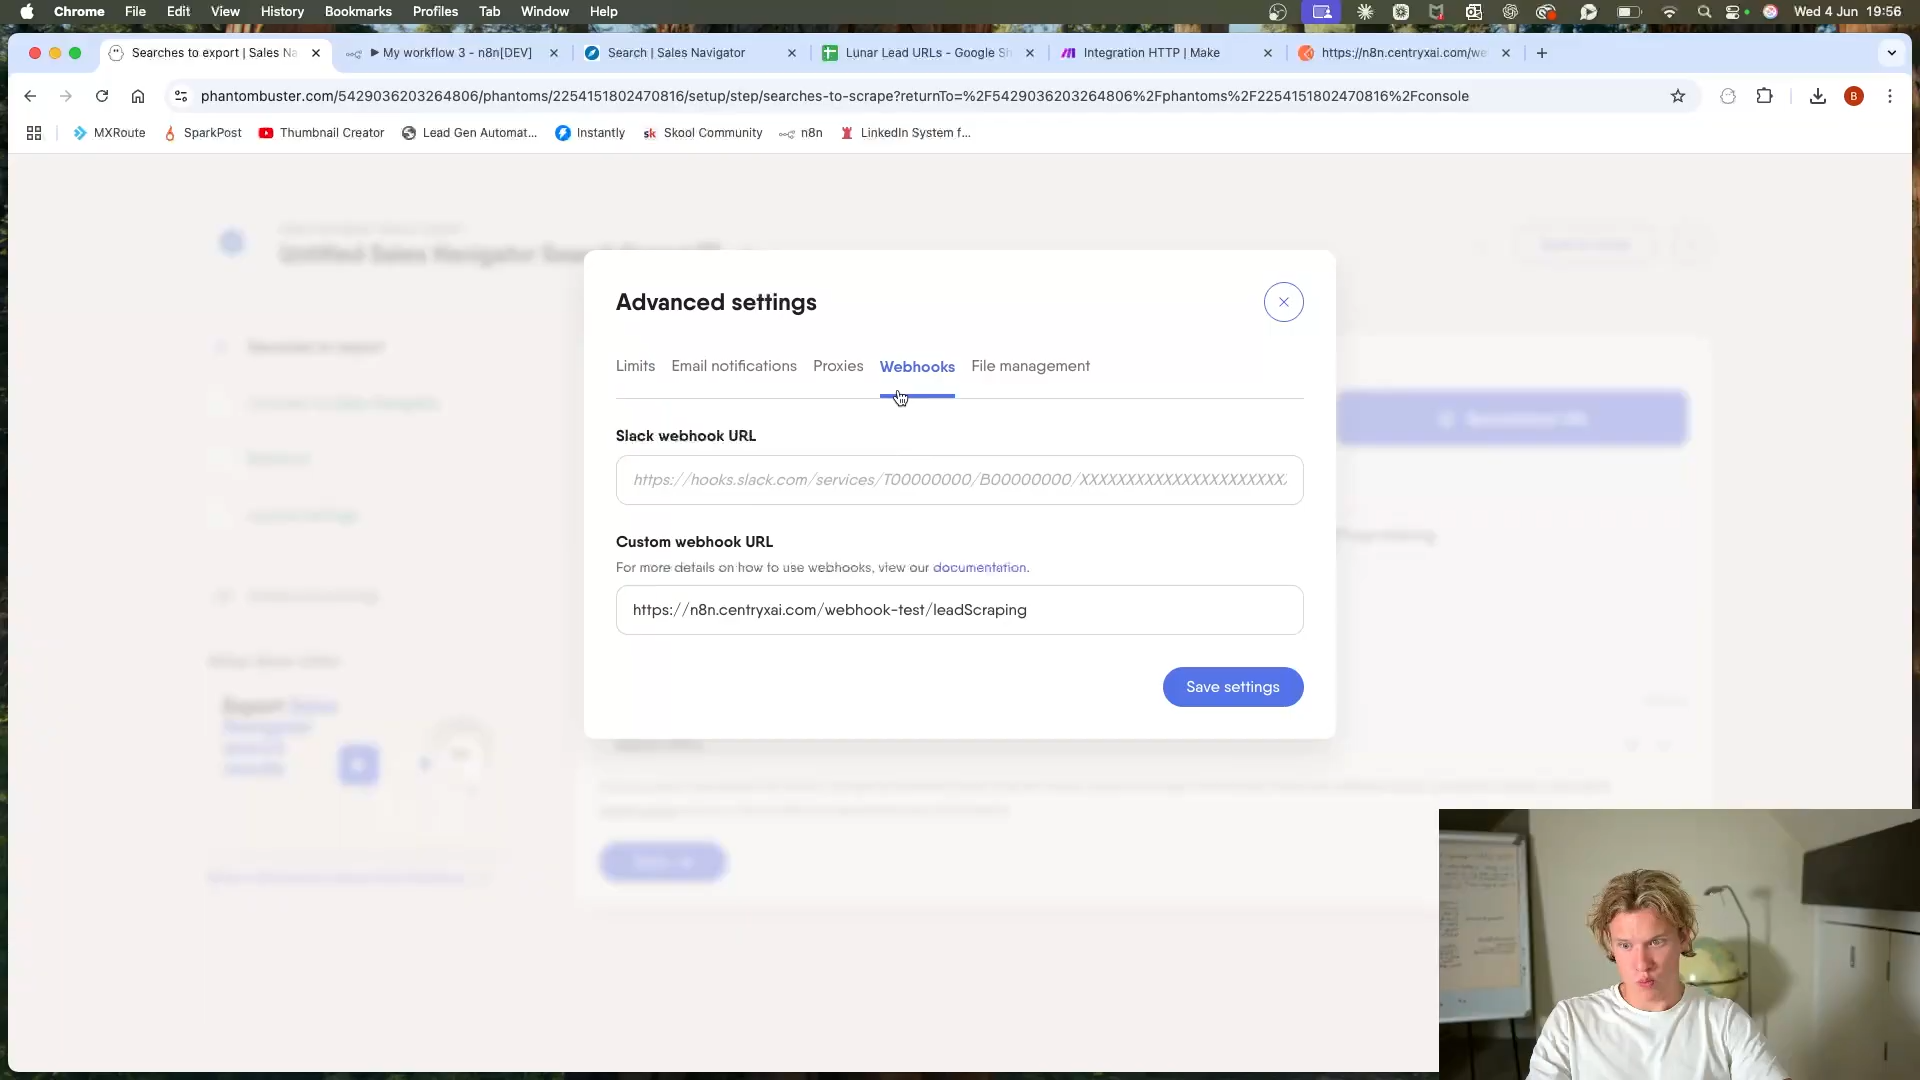 Chrome File Edit View History Bookmarks Profiles Tab Window Help
Wed 4 Jun 19:56
Searches to export | Sales Na
My workflow 3 - n8n[DEV]
Search | Sales Navigator
Lunar Lead URLs - Google Sh
Integration HTTP | Make
https://n8n.centryxai.com/we
phantombuster.com/5429036203264806/phantoms/2254151802470816/setup/step/searches-to-scrape?returnTo=%2F5429036203264806%2Fphantoms%2F2254151802470816%2Fconsole
B
MXRoute
SparkPost
Thumbnail Creator
Lead Gen Automat...
Instantly
sk Skool Community
n8n
LinkedIn System f...
Advanced settings
Limits Email notifications Proxies Webhooks File management
Slack webhook URL
https://hooks.slack.com/services/T00000000/B00000000/XXXXXXXXXXXXXXXXXXXXXXXX
Custom webhook URL
For more details on how to use webhooks, view our documentation.
https://n8n.centryxai.com/webhook-test/leadScraping
Save settings